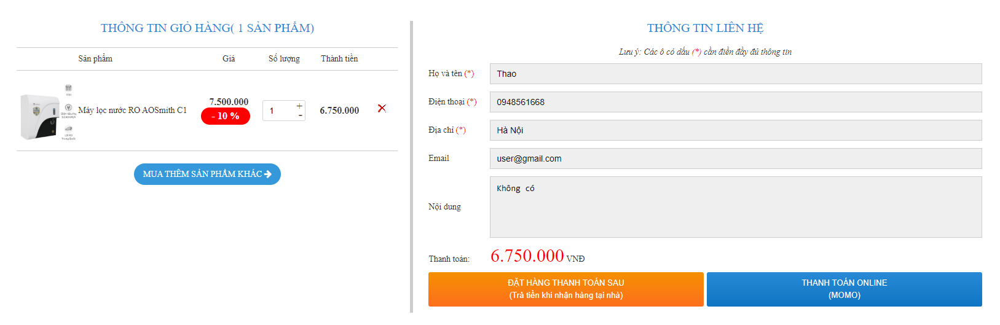 THÔNG TIN GIỎ HÀNG( 1 SẢN PHẨM)
Sản phẩm Giá Số lượng Thành tiền
Máy lọc nước RO AOSmith C1
7.500.000
- 10 %
1
+
-
6.750.000
Trung Quốc
MUA THÊM SẢN PHẨM KHÁC
THÔNG TIN LIÊN HỆ
Lưu ý: Các ô có dấu (*) cần điền đầy đủ thông tin
Họ và tên (*) Thao
Điện thoại (*) 0948561668
Địa chỉ (*) Hà Nội
Email user@gmail.com
Nội dung Không có
Thanh toán: 6.750.000 VNĐ
ĐẶT HÀNG THANH TOÁN SAU
(Trả tiền khi nhận hàng tại nhà)
THANH TOÁN ONLINE
(MOMO)